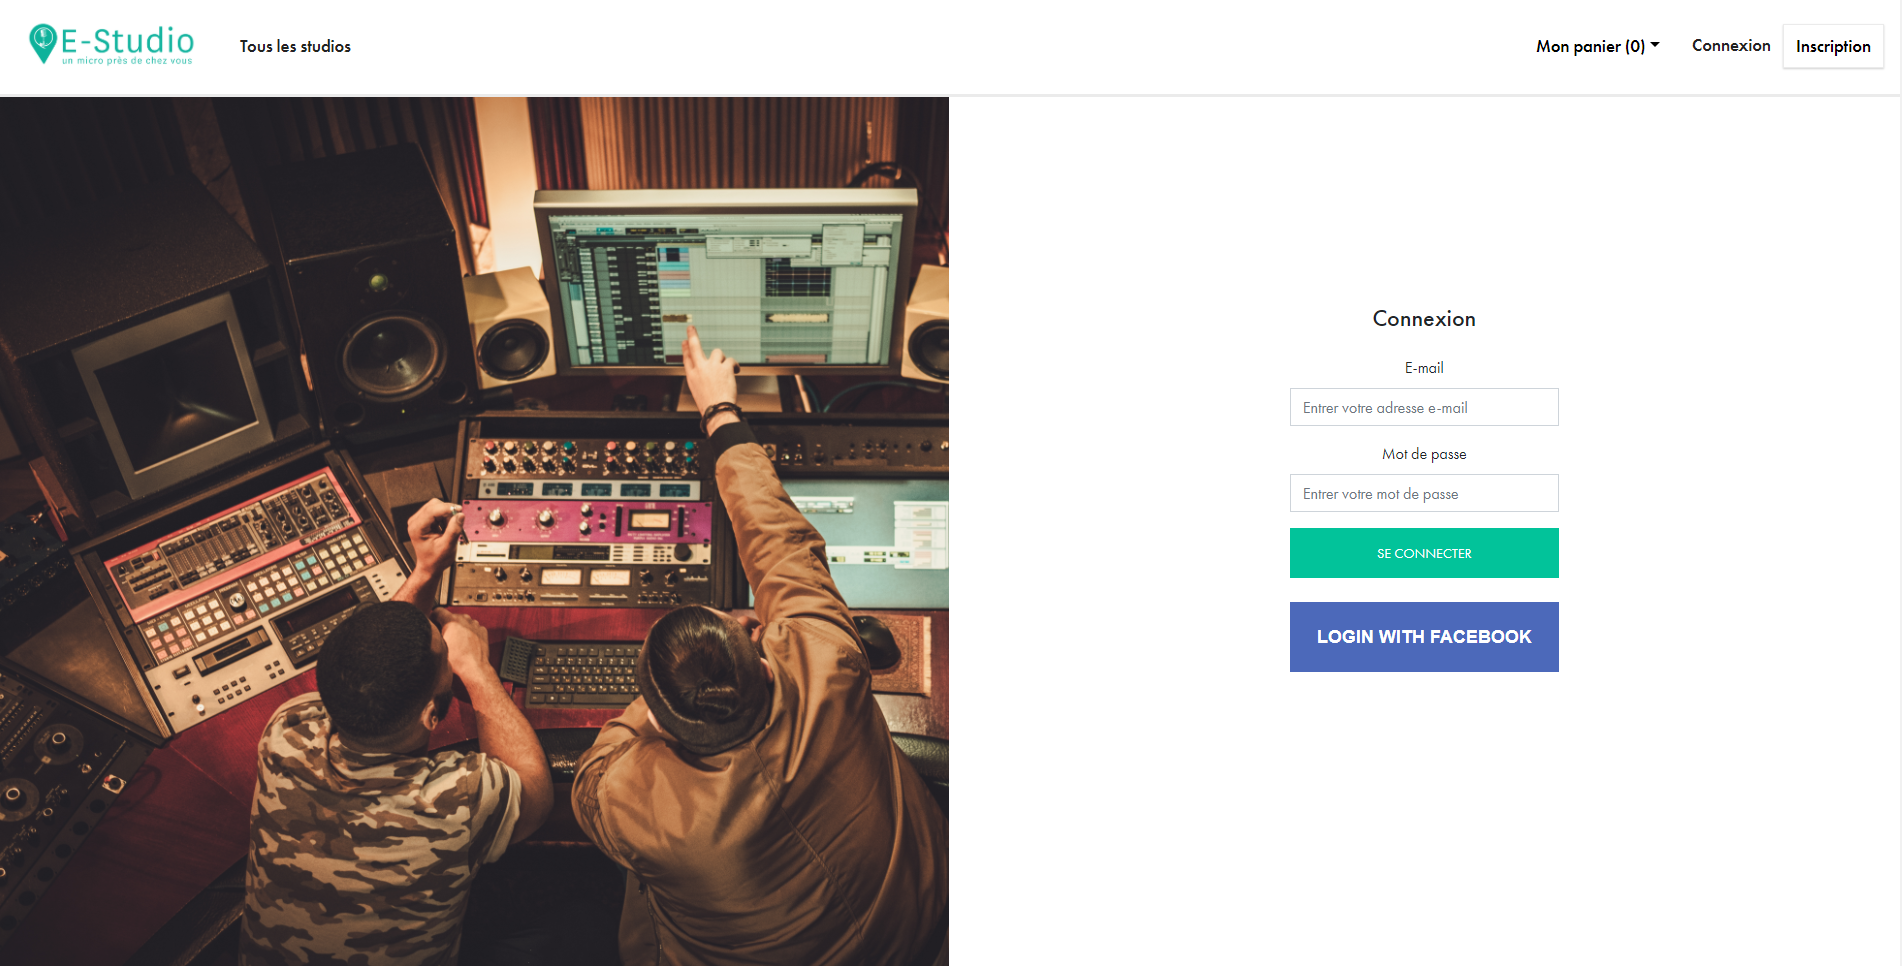 E-Studio
un micro près de chez vous
Tous les studios
Mon panier (0)
Connexion
Inscription
Connexion
E-mail
Entrer votre adresse e-mail
Mot de passe
Entrer votre mot de passe
SE CONNECTER
LOGIN WITH FACEBOOK